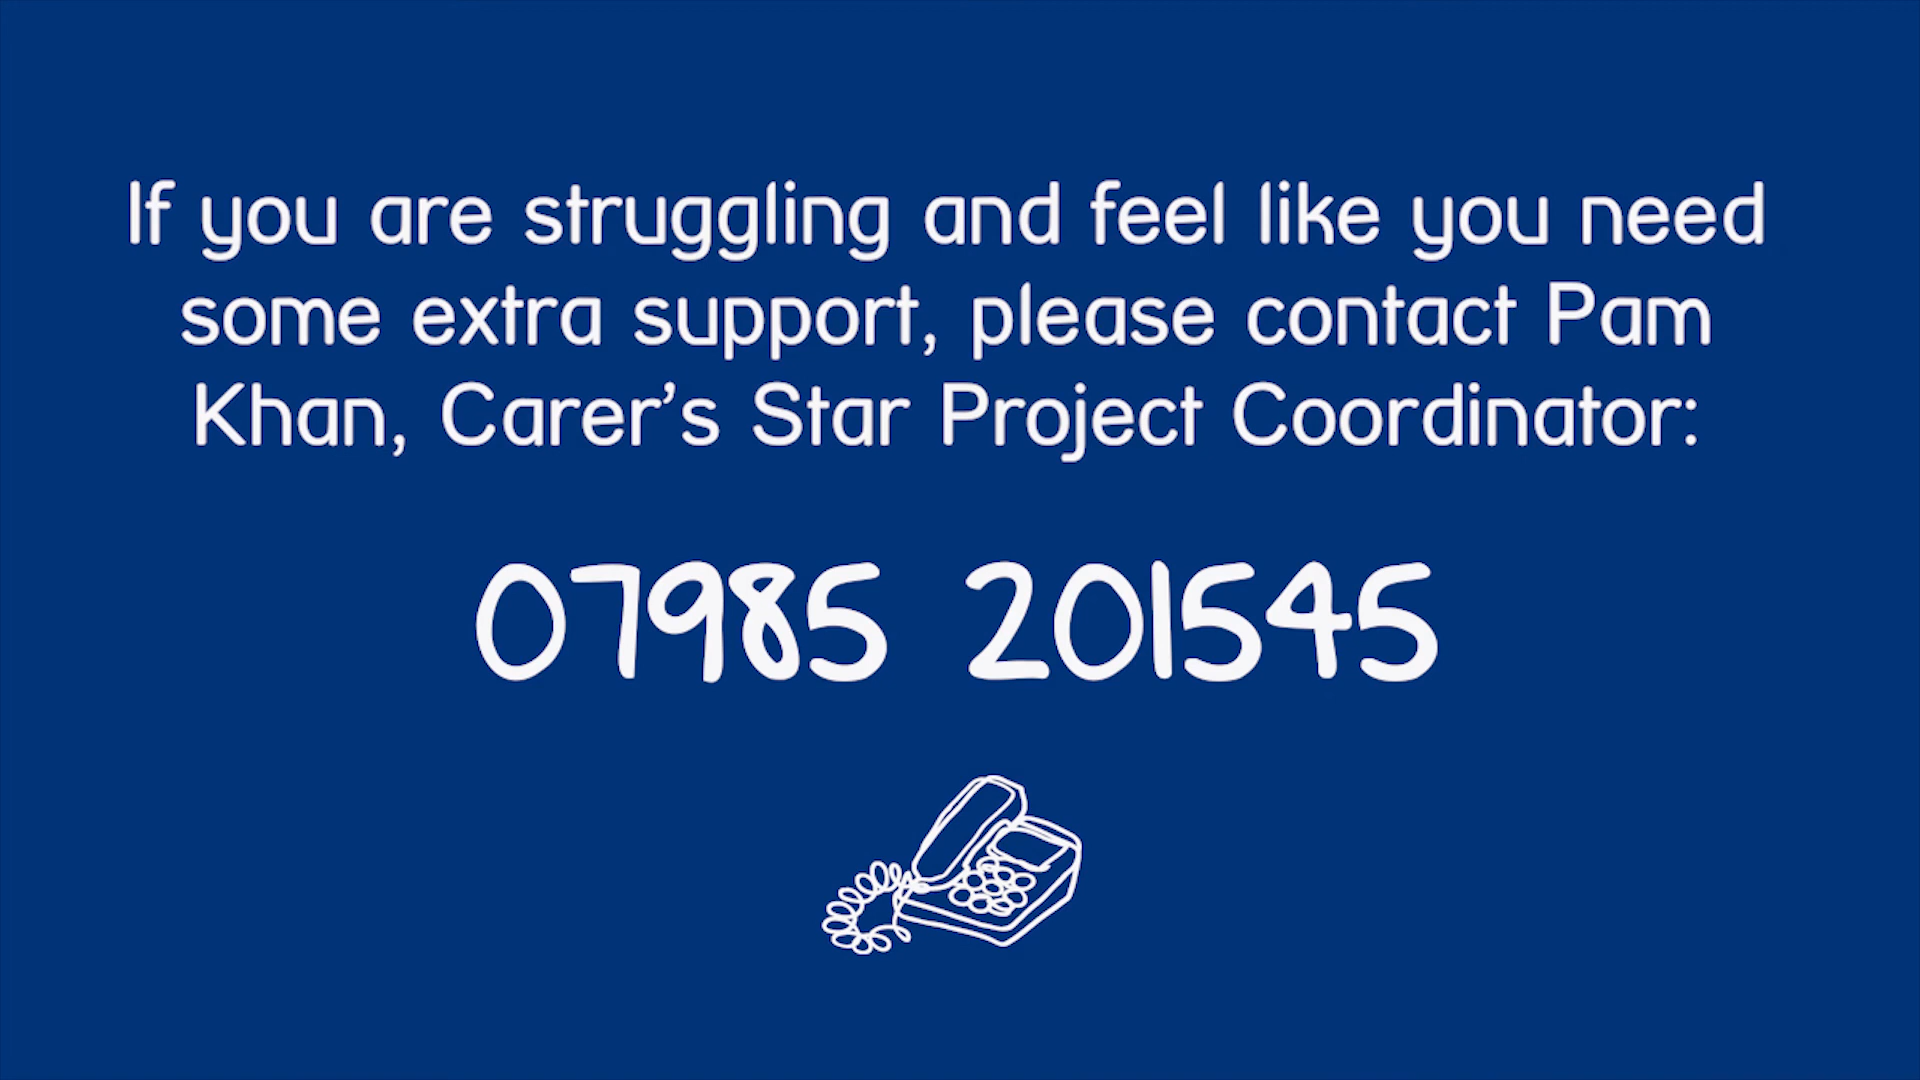 If you are struggling and feel like you need
some extra support, please contact Pam
Khan, Carer’s Star Project Coordinator:
07985 201545